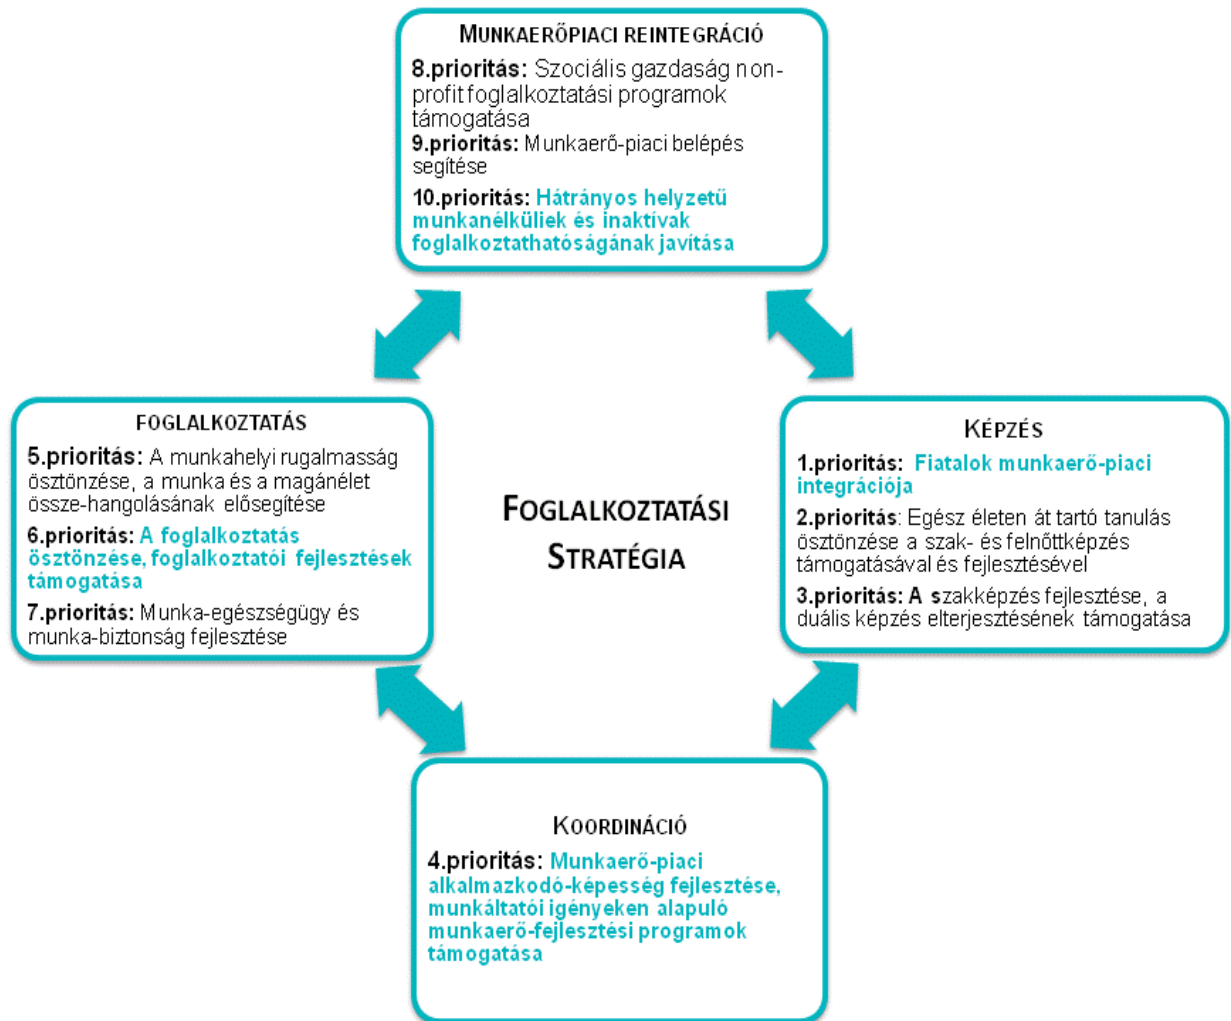 MUNKAERŐPIACI REINTEGRÁCIÓ
8.prioritás: Szociális gazdaság non-
profit foglalkoztatási programok
támogatása
9.prioritás: Munkaerő-piaci belépés
segítése
10.prioritás: Hátrányos helyzetű
munkanélküliek és inaktívak
foglalkoztathatóságának javítása
FOGLALKOZTATÁS
5.prioritás: A munkahelyi rugalmasság
ösztönzése, a munka és a magánélet
össze-hangolásának elősegítése
6.prioritás: A foglalkoztatás
ösztönzése, foglalkoztatói fejlesztések
támogatása
7.prioritás: Munka-egészségügy és
munka-biztonság fejlesztése
FOGLALKOZTATÁSI
STRATÉGIA
KÉPZÉS
1.prioritás: Fiatalok munkaerő-piaci
integrációja
2.prioritás: Egész életen át tartó tanulás
ösztönzése a szak- és felnőttképzés
támogatásával és fejlesztésével
3.prioritás: A szakképzés fejlesztése, a
duális képzés elterjesztésének támogatása
KOORDINÁCIÓ
4.prioritás: Munkaerő-piaci
alkalmazkodó-képesség fejlesztése,
munkáltatói igényeken alapuló
munkaerő-fejlesztési programok
támogatása